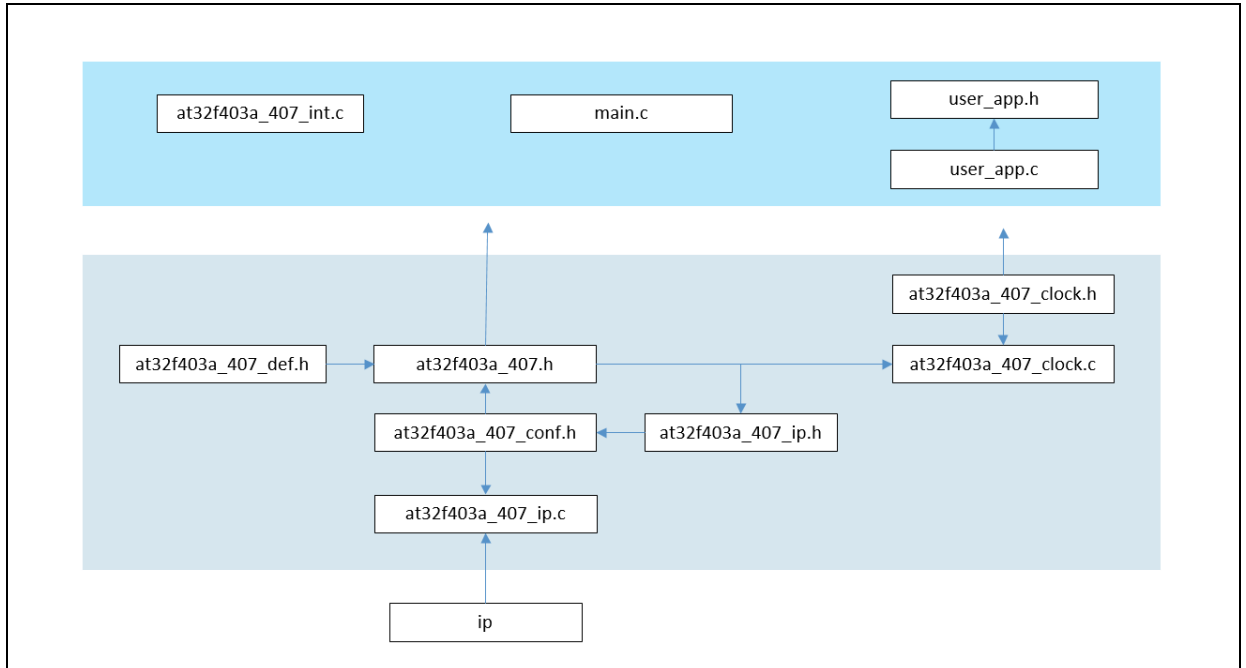 at32f403a_407_int.c
main.c
user_app.h
user_app.c
at32f403a_407_clock.h
at32f403a_407_def.h
at32f403a_407.h
at32f403a_407_clock.c
at32f403a_407_conf.h
at32f403a_407_ip.h
at32f403a_407_ip.c
ip